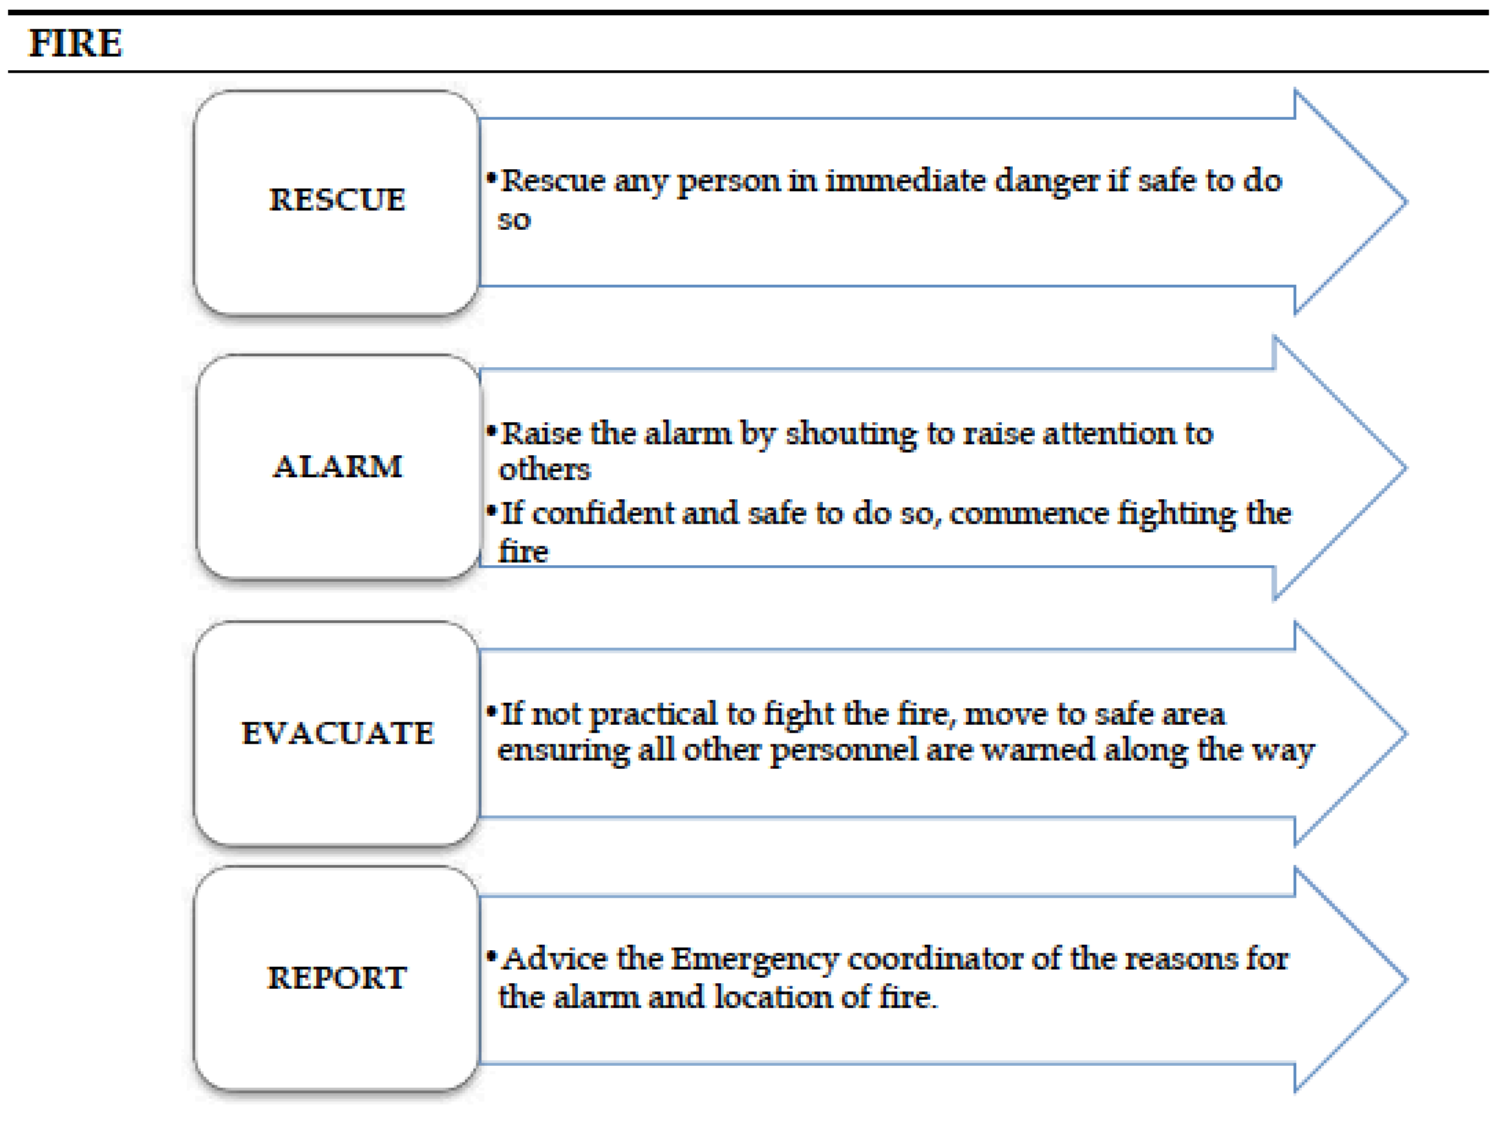 FIRE
RESCUE
•Rescue any person in immediate danger if safe to do
so
ALARM
•Raise the alarm by shouting to raise attention to
others
•If confident and safe to do so, commence fighting the
fire
EVACUATE
•If not practical to fight the fire, move to safe area
ensuring all other personnel are warned along the way
REPORT
•Advice the Emergency coordinator of the reasons for
the alarm and location of fire.